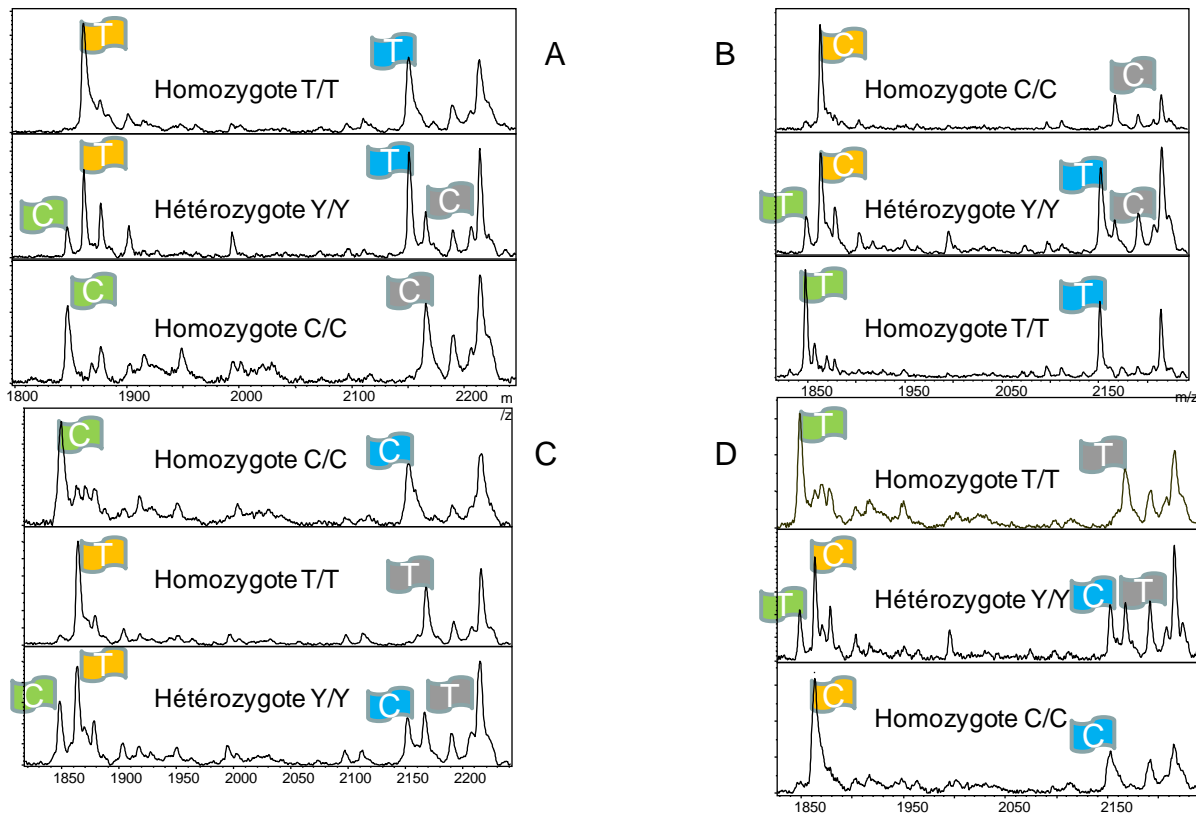 A
T
T
Homozygote T/T
T
T
C
C
Hétérozygote Y/Y
C
C
Homozygote C/C
1800 1900 2000 2100 2200 m
/z
B
C
C
Homozygote C/C
C
T
T
C
Hétérozygote Y/Y
T
T
Homozygote T/T
1850 1950 2050 2150
m/z
C
C
C
Homozygote C/C
T
T
Homozygote T/T
T
C
C
T
Hétérozygote Y/Y
1850 1900 1950 2000 2050 2100 2150 2200
D
T
T
Homozygote T/T
C
T
C
T
Hétérozygote Y/Y
C
C
Homozygote C/C
1850 1950 2050 2150